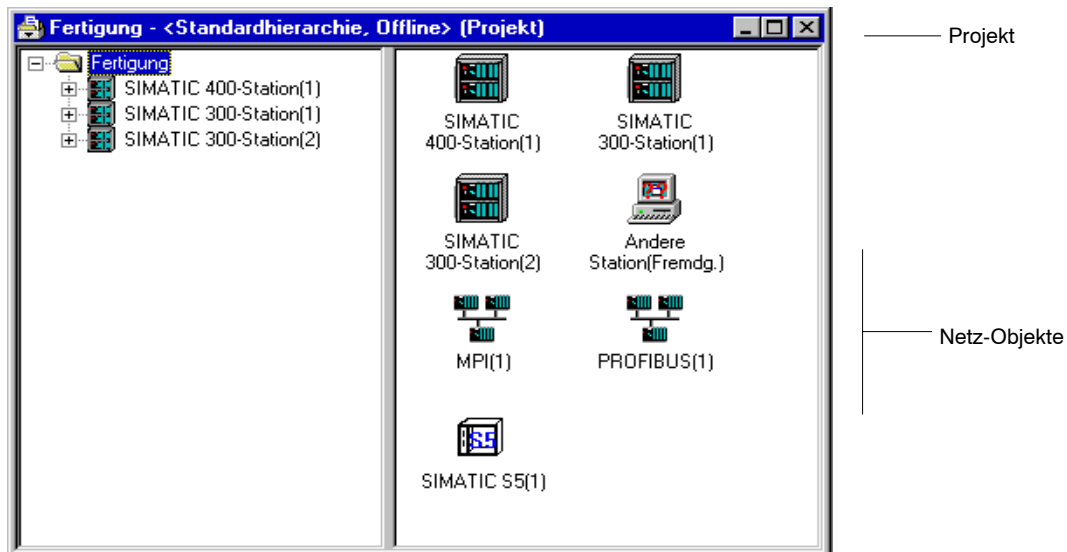 Fertigung - <Standardhierarchie, Offline> (Projekt)
Projekt
Fertigung
SIMATIC 400-Station(1)
SIMATIC 300-Station(1)
SIMATIC 300-Station(2)
SIMATIC
400-Station(1)
SIMATIC
300-Station(1)
SIMATIC
300-Station(2)
Andere
Station(Fremdg.)
Netz-Objekte
MPI(1)
PROFIBUS(1)
S5
SIMATIC S5(1)